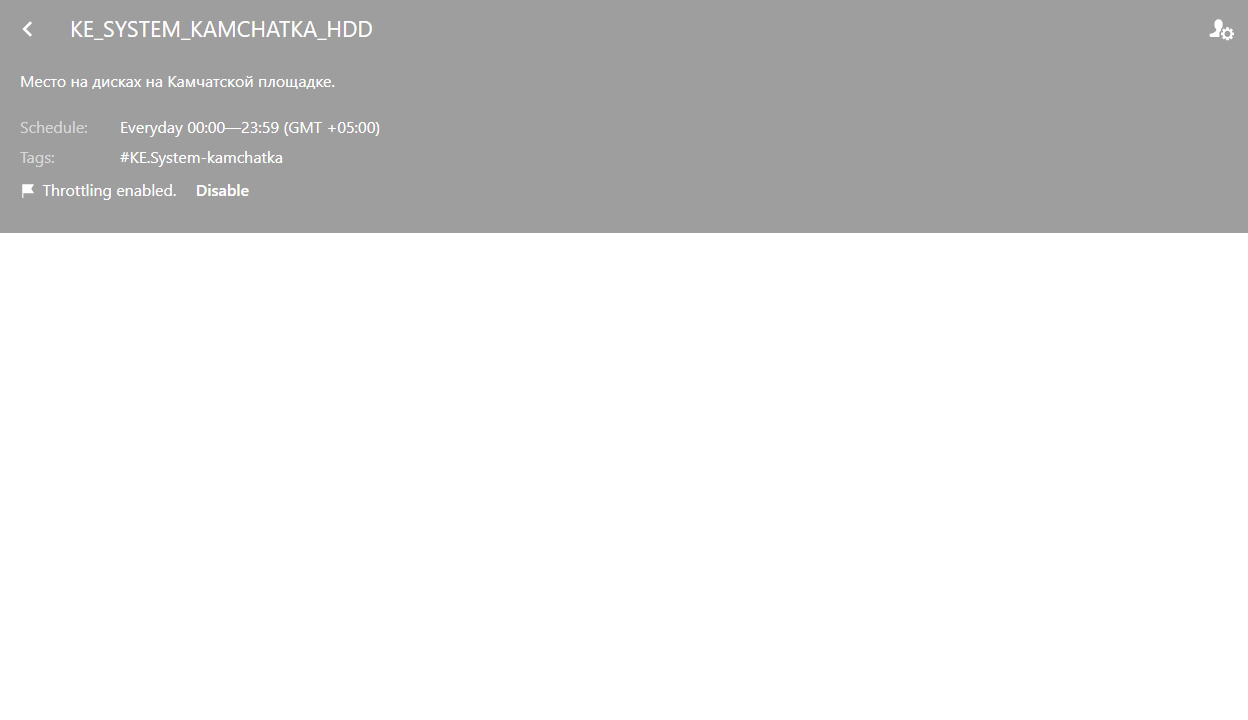 KE_SYSTEM_KAMCHATKA_HDD
Место на дисках на Камчатской площадке.
Schedule: Everyday 00:00—23:59 (GMT +05:00)
Tags: #KE.System-kamchatka
Throttling enabled. Disable